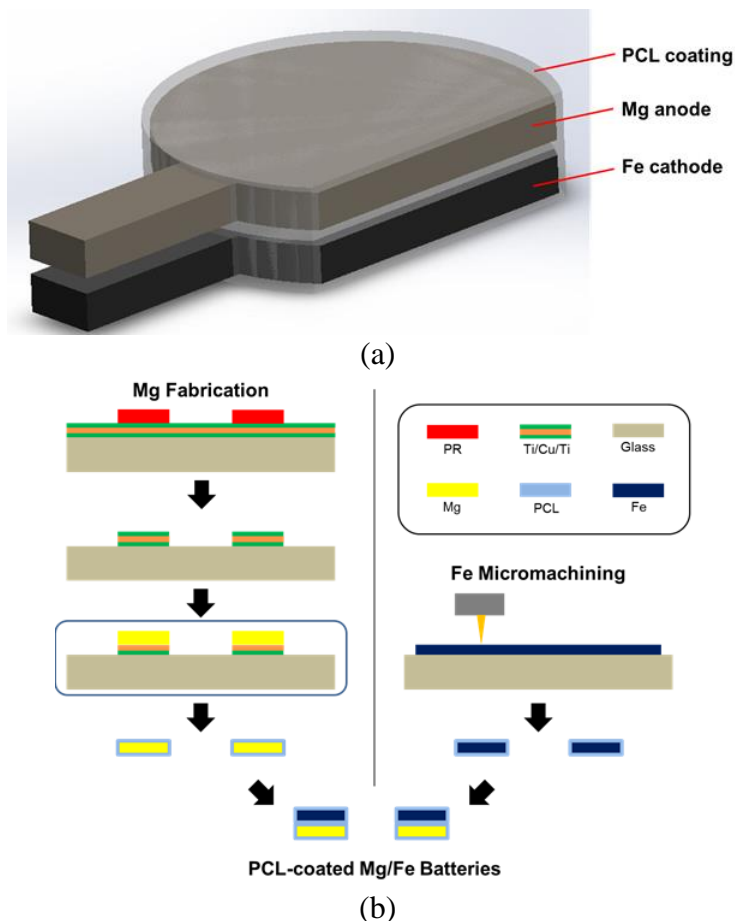 PCL coating
Mg anode
Fe cathode
(a)
Mg Fabrication
PR
Ti/Cu/Ti
Glass
Mg
PCL
Fe
Fe Micromachining
PCL-coated Mg/Fe Batteries
(b)